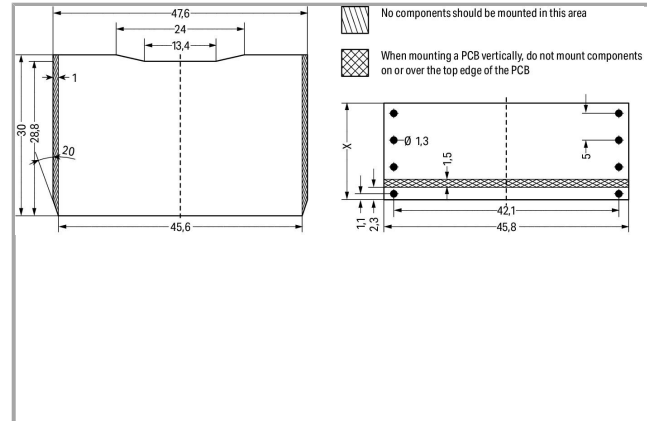 47,6
24
13,4
1
30
28,8
20
45,6
No components should be mounted in this area
When mounting a PCB vertically, do not mount components
on or over the top edge of the PCB
X
Ø 1,3
1,5
5
1,1
2,3
42,1
45,8